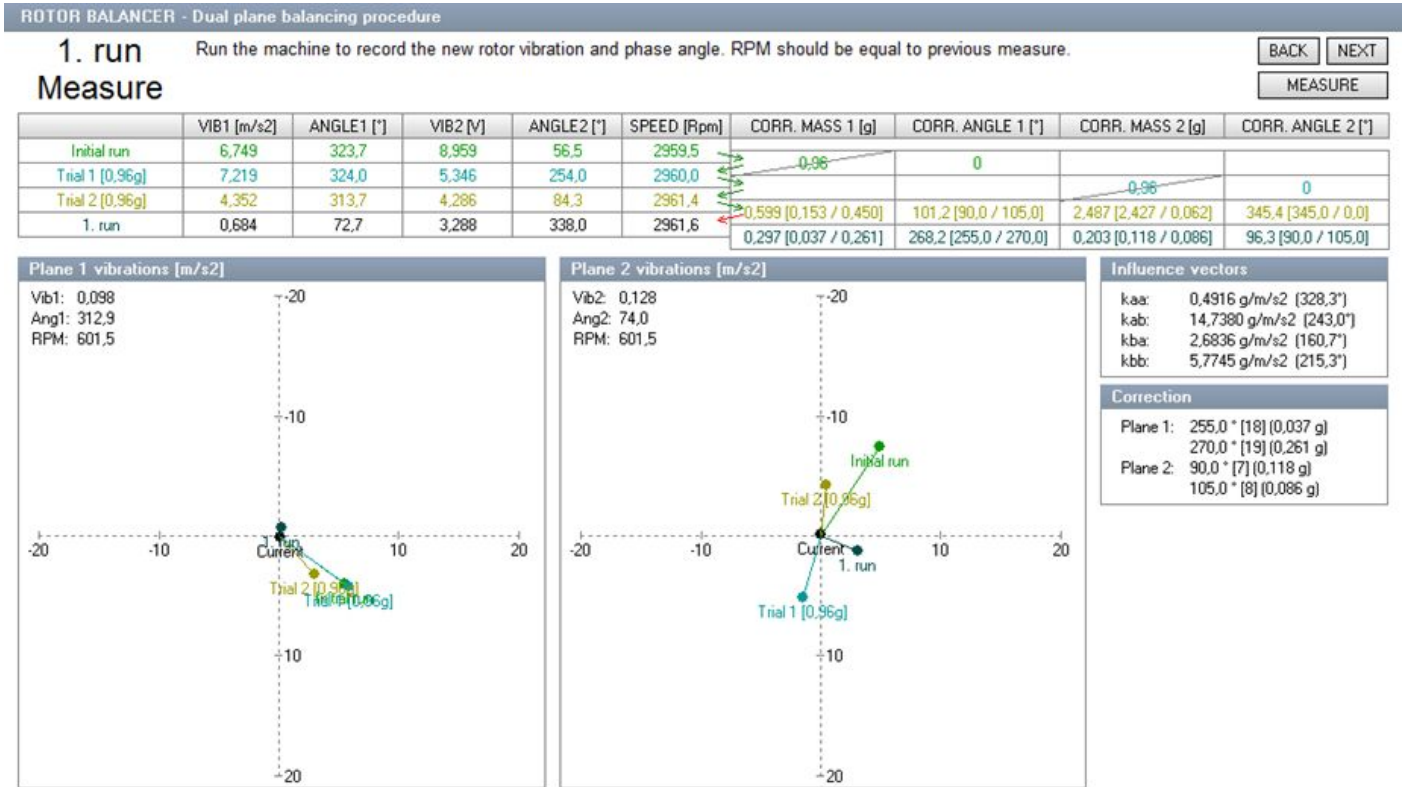 ROTOR BALANCER - Dual plane balancing procedure
1. run
Measure
Run the machine to record the new rotor vibration and phase angle. RPM should be equal to previous measure.
BACK NEXT
MEASURE
VIB1 [m/s2] ANGLE1 [°] VIB2 [V] ANGLE2 [°] SPEED [Rpm] CORR. MASS 1 [g] CORR. ANGLE 1 [°] CORR. MASS 2 [g] CORR. ANGLE 2 [°]
Initial run 6,749 323,7 8,959 56,5 2959,5 0,96 0
Trial 1 [0,96g] 7,219 324,0 5,346 254,0 2960,0 0,96 0
Trial 2 [0,96g] 4,352 313,7 4,286 84,3 2961,4 0,599 [0,153 / 0,450] 101,2 [90,0 / 105,0] 2,487 [2,427 / 0,062] 345,4 [345,0 / 0,0]
1. run 0,684 72,7 3,288 338,0 2961,6 0,297 [0,037 / 0,261] 268,2 [255,0 / 270,0] 0,203 [0,118 / 0,086] 96,3 [90,0 / 105,0]
Plane 1 vibrations [m/s2]
Vib1: 0,098
Ang1: 312,9
RPM: 601,5
-20
-10
-20 -10 10 20
1. run
Current
Trial 2 [0,96g]
Initial run
Trial 1 [0,96g]
10
20
Plane 2 vibrations [m/s2]
Vib2: 0,128
Ang2: 74,0
RPM: 601,5
-20
-10
Initial run
Trial 2 [0,96g]
-20 -10 10 20
Current
1. run
Trial 1 [0,96g]
10
20
Influence vectors
kaa: 0,4916 g/m/s2 (328,3°)
kab: 14,7380 g/m/s2 (243,0°)
kba: 2,6836 g/m/s2 (160,7°)
kbb: 5,7745 g/m/s2 (215,3°)
Correction
Plane 1: 255,0 ° [18] (0,037 g)
270,0 ° [19] (0,261 g)
Plane 2: 90,0 ° [7] (0,118 g)
105,0 ° [8] (0,086 g)